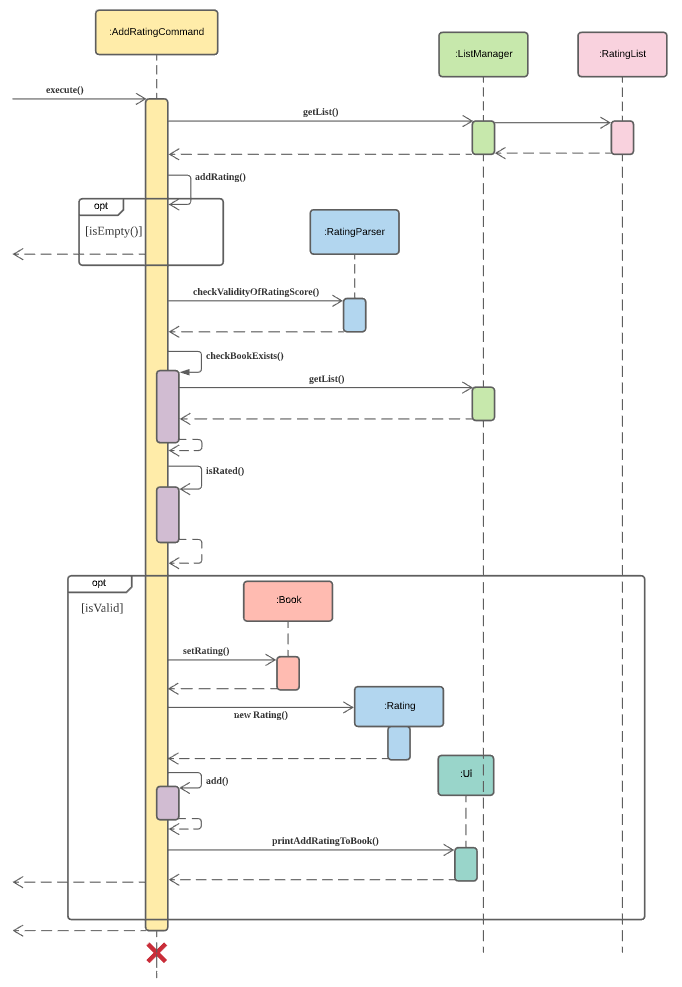 :AddRatingCommand
:ListManager
:RatingList
execute()
getList()
addRating()
opt
[isEmpty()]
:RatingParser
checkValidityOfRatingScore()
checkBookExists()
getList()
isRated()
opt
[isValid]
:Book
setRating()
:Rating
new Rating()
:UI
add()
printAddRatingToBook()